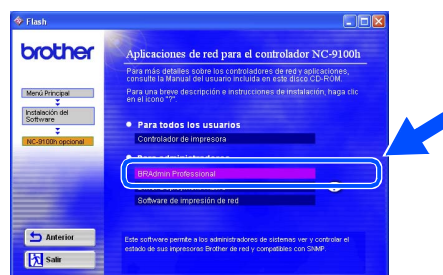 Flash
brother
Aplicaciones de red para el controlador NC-9100h
Para más detalles sobre los controladores de red y aplicaciones,
consulte la Manual del usuario incluida en este disco CD-ROM.
Para una breve descripción e instrucciones de instalación, haga clic
en el icono "?".
Menú Principal
Instalación del
Software
NC-9100h opcional
Para todos los usuarios
Controlador de impresora
Para administradores
BRAdmin Professional
Software de impresión de red
Anterior
Salir
Este software permite a los administradores de sistemas ver y controlar el
estado de sus impresoras Brother de red y compatibles con SNMP.